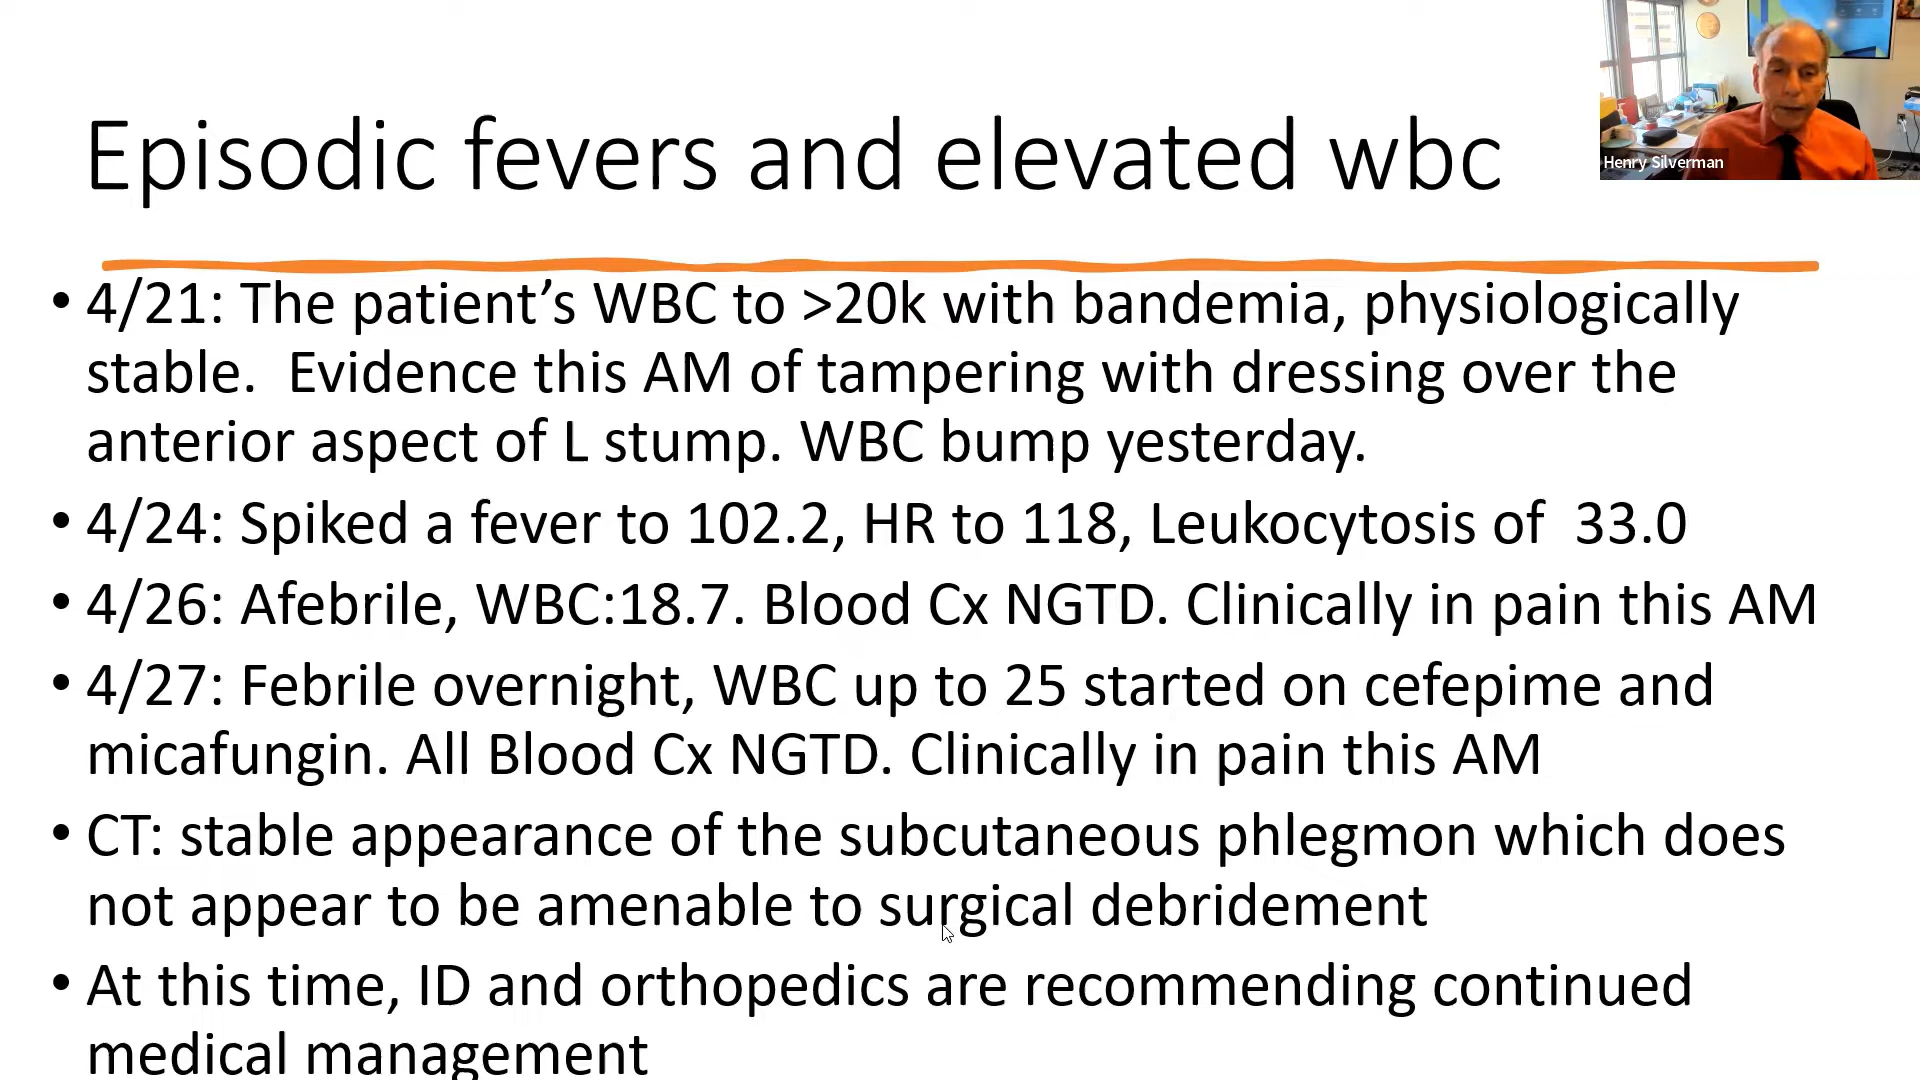 Episodic fevers and elevated wbc
Henry Silverman
• 4/21: The patient’s WBC to >20k with bandemia, physiologically
stable.  Evidence this AM of tampering with dressing over the
anterior aspect of L stump. WBC bump yesterday.
• 4/24: Spiked a fever to 102.2, HR to 118, Leukocytosis of  33.0
• 4/26: Afebrile, WBC:18.7. Blood Cx NGTD. Clinically in pain this AM
• 4/27: Febrile overnight, WBC up to 25 started on cefepime and
micafungin. All Blood Cx NGTD. Clinically in pain this AM
• CT: stable appearance of the subcutaneous phlegmon which does
not appear to be amenable to surgical debridement
• At this time, ID and orthopedics are recommending continued
medical management